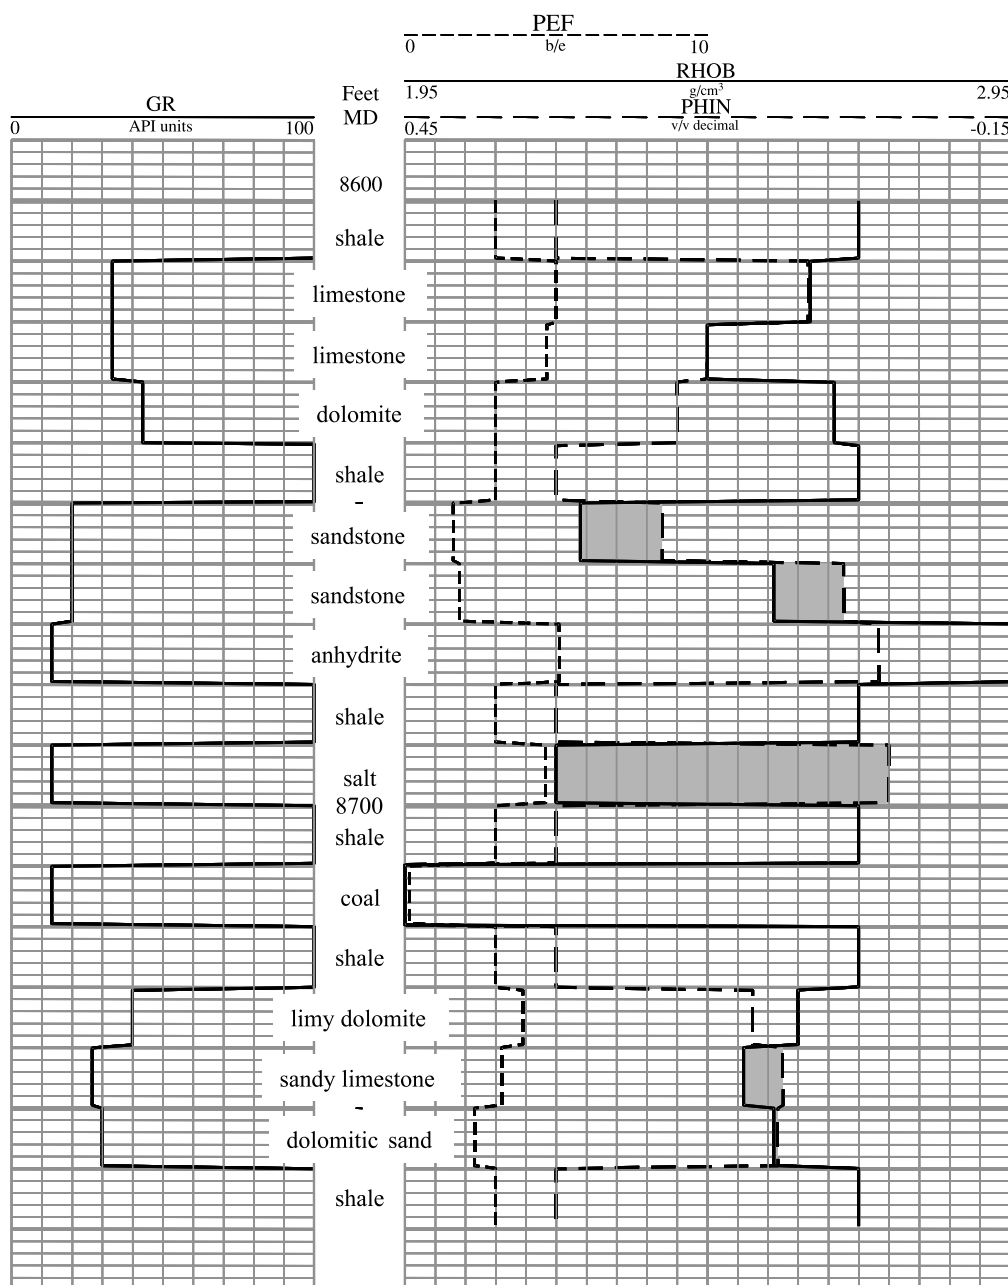 PEF
0 b/e 10
RHOB
Feet 1.95 g/cm³ 2.95
GR MD PHIN
0 API units 100 0.45 v/v decimal -0.15
8600
shale
limestone
limestone
dolomite
shale
sandstone
sandstone
anhydrite
shale
salt
8700
shale
coal
shale
limy dolomite
sandy limestone
dolomitic sand
shale